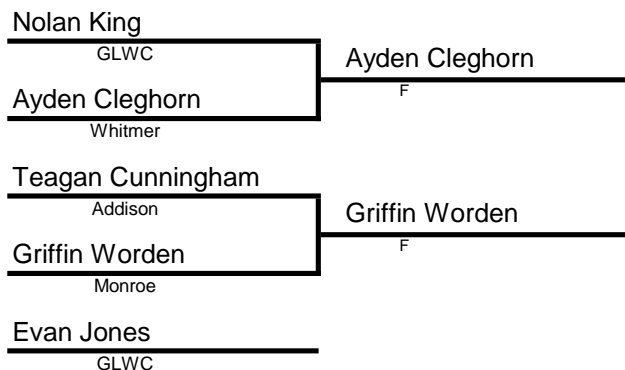 Nolan King
GLWC
Ayden Cleghorn
F
Ayden Cleghorn
Whitmer
Teagan Cunningham
Addison
Griffin Worden
F
Griffin Worden
Monroe
Evan Jones
GLWC